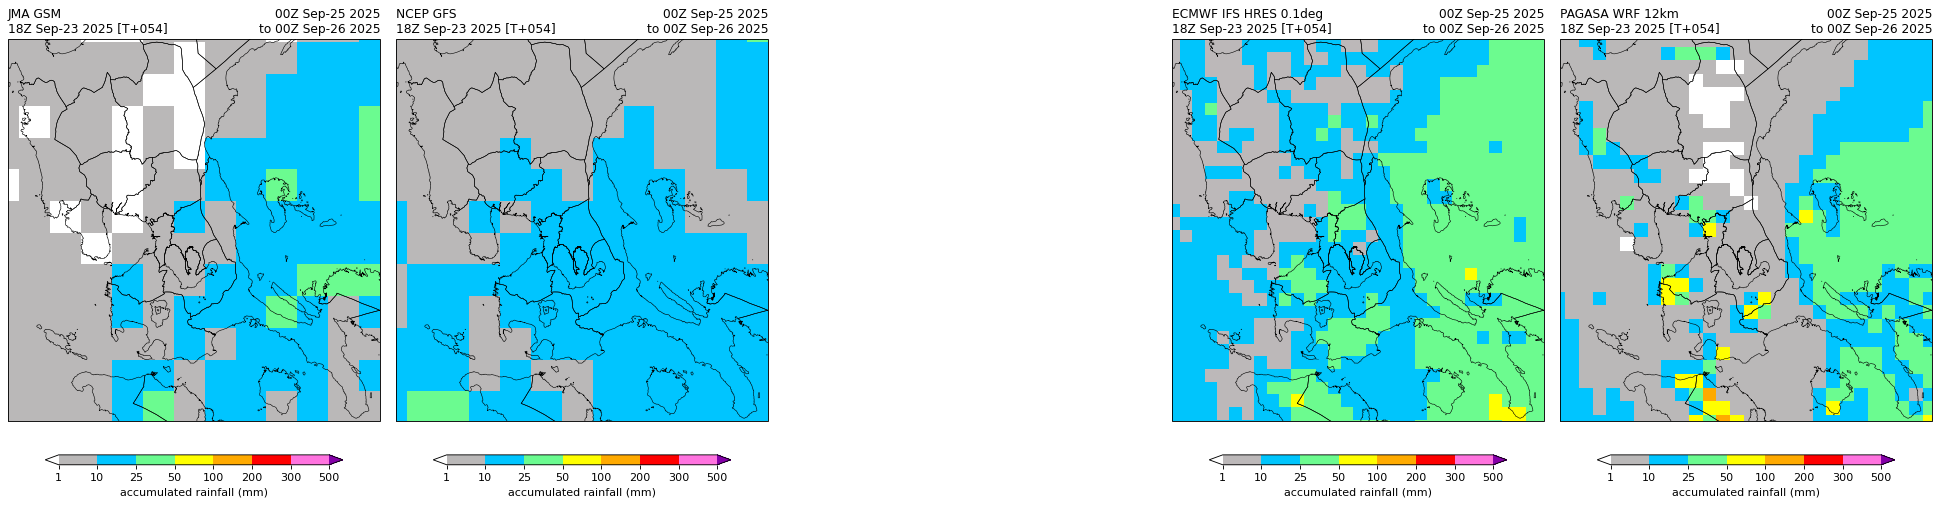 JMA GSM 00Z Sep-25 2025
18Z Sep-23 2025 [T+054] to 00Z Sep-26 2025
1 10 25 50 100 200 300 500
accumulated rainfall (mm)
NCEP GFS 00Z Sep-25 2025
18Z Sep-23 2025 [T+054] to 00Z Sep-26 2025
1 10 25 50 100 200 300 500
accumulated rainfall (mm)
ECMWF IFS HRES 0.1deg 00Z Sep-25 2025
18Z Sep-23 2025 [T+054] to 00Z Sep-26 2025
1 10 25 50 100 200 300 500
accumulated rainfall (mm)
PAGASA WRF 12km 00Z Sep-25 2025
18Z Sep-23 2025 [T+054] to 00Z Sep-26 2025
1 10 25 50 100 200 300 500
accumulated rainfall (mm)